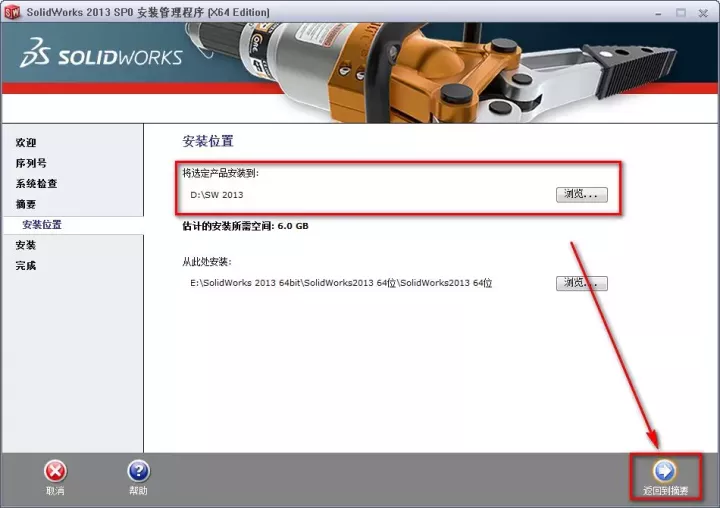 SolidWorks 2013 SP0 安装管理程序 (X64 Edition)
SOLIDWORKS
欢迎
序列号
系统检查
摘要
安装位置
安装
完成
安装位置
将选定产品安装到:
D:\SW 2013
浏览...
估计的安装所需空间: 6.0 GB
从此处安装:
E:\SolidWorks 2013 64bit\SolidWorks2013 64位\SolidWorks2013 64位
浏览...
取消
帮助
返回到摘要